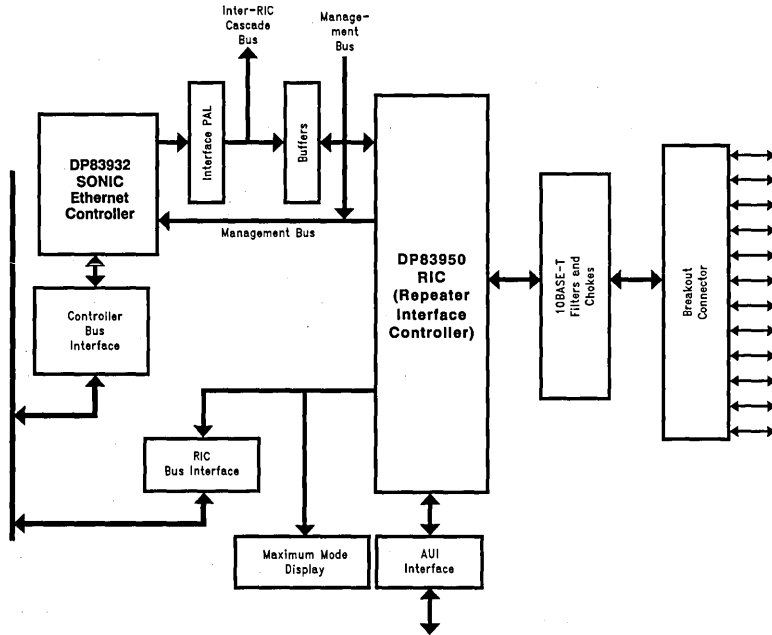 Inter-RIC
Cascade
Bus
Manage-
ment
Bus
DP83932
SONIC
Ethernet
Controller
Interface PAL
Buffers
Management Bus
DP83950
RIC
(Repeater
Interface
Controller)
10BASE-T
Filters and
Chokes
Breakout
Connector
Controller
Bus
Interface
RIC
Bus Interface
Maximum Mode
Display
AUI
Interface